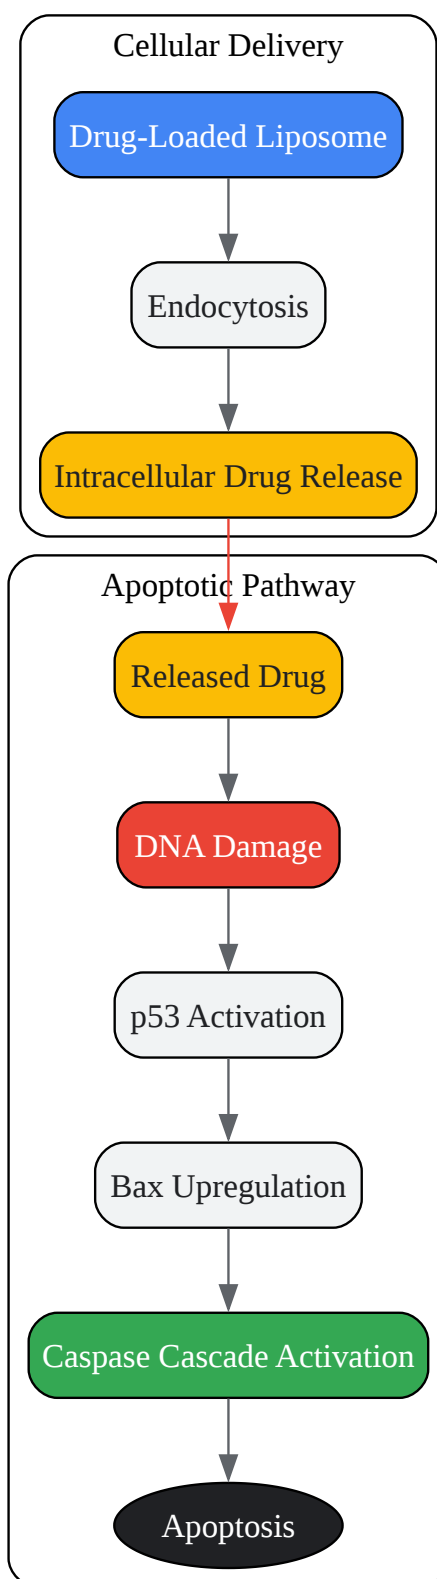 Cellular Delivery
Drug-Loaded Liposome
Endocytosis
Intracellular Drug Release
Apoptotic Pathway
Released Drug
DNA Damage
p53 Activation
Bax Upregulation
Caspase Cascade Activation
Apoptosis